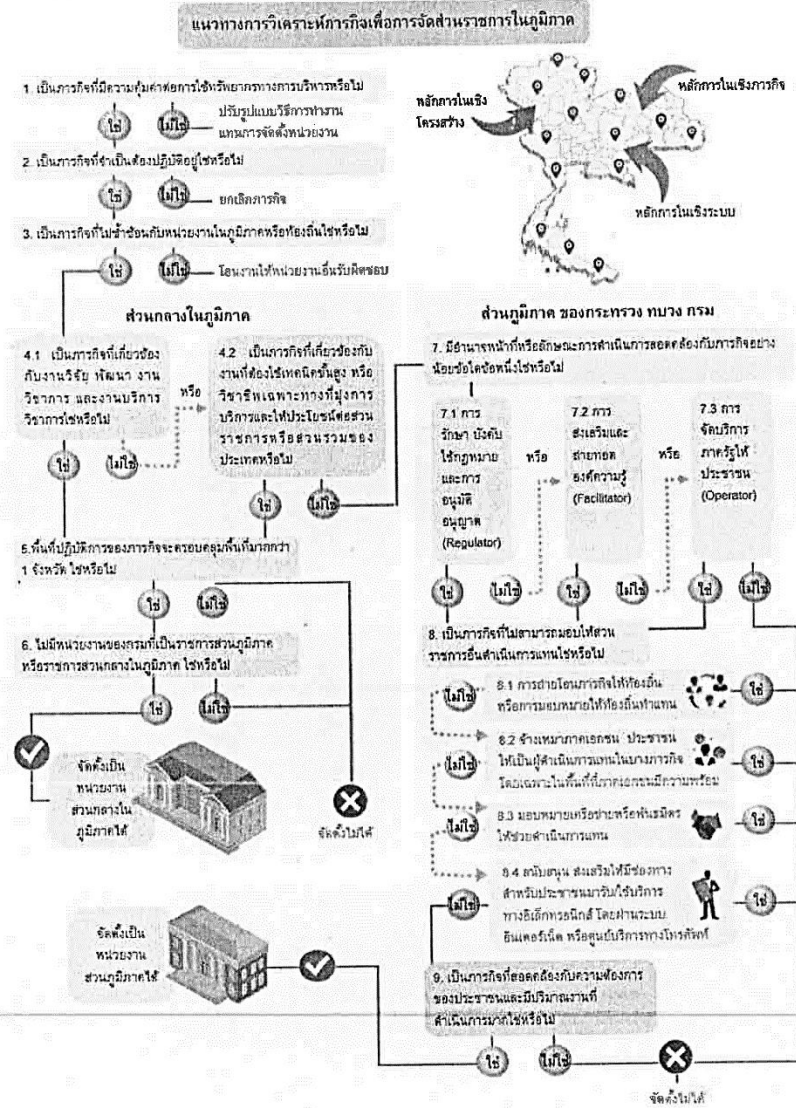 แนวทางการวิเคราะห์ภารกิจเพื่อการจัดส่วนราชการในภูมิภาค
1. เป็นภารกิจที่มีความคุ้มค่าต่อการใช้ทรัพยากรทางการบริหารหรือไม่
ใช่
ไม่ใช่
ปรับรูปแบบวิธีการทำงาน
แทนการจัดตั้งหน่วยงาน
2. เป็นภารกิจที่จำเป็นต้องปฏิบัติอยู่ใช่หรือไม่
ใช่
ไม่ใช่
ยกเลิกภารกิจ
3. เป็นภารกิจที่ไม่ซ้ำซ้อนกับหน่วยงานในภูมิภาคหรือท้องถิ่นใช่หรือไม่
ใช่
ไม่ใช่
โอนงานให้หน่วยงานอื่นรับผิดชอบ
หลักการในเชิง
โครงสร้าง
หลักการในเชิงภารกิจ
หลักการในเชิงระบบ
ส่วนกลางในภูมิภาค
4.1 เป็นภารกิจที่เกี่ยวข้อง
กับงานวิจัย พัฒนา งาน
วิชาการ และงานบริการ
วิชาการใช่หรือไม่
ใช่
ไม่ใช่
หรือ
4.2 เป็นภารกิจที่เกี่ยวข้องกับ
งานที่ต้องใช้เทคนิคขั้นสูง หรือ
วิชาชีพเฉพาะทางที่มุ่งการ
บริการและให้ประโยชน์ต่อส่วน
ราชการหรือส่วนรวมของ
ประเทศหรือไม่
ใช่
ไม่ใช่
5.พื้นที่ปฏิบัติการของภารกิจจะครอบคลุมพื้นที่มากกว่า
1 จังหวัด ใช่หรือไม่
ใช่
ไม่ใช่
6. ไม่มีหน่วยงานของกรมที่เป็นราชการส่วนภูมิภาค
หรือราชการส่วนกลางในภูมิภาค ใช่หรือไม่
ใช่
ไม่ใช่
จัดตั้งเป็น
หน่วยงาน
ส่วนกลางใน
ภูมิภาคได้
จัดตั้งไม่ได้
ส่วนภูมิภาค ของกระทรวง ทบวง กรม
7. มีอำนาจหน้าที่หรือลักษณะการดำเนินการสอดคล้องกับภารกิจอย่าง
น้อยข้อใดข้อหนึ่งใช่หรือไม่
7.1 การ
รักษา บังคับ
ใช้กฎหมาย
และการ
อนุมัติ
อนุญาต
(Regulator)
หรือ
7.2 การ
ส่งเสริมและ
ถ่ายทอด
องค์ความรู้
(Facilitator)
หรือ
7.3 การ
จัดบริการ
ภาครัฐให้
ประชาชน
(Operator)
ใช่
ไม่ใช่
ใช่
ไม่ใช่
ใช่
ไม่ใช่
8. เป็นภารกิจที่ไม่สามารถมอบให้ส่วน
ราชการอื่นดำเนินการแทนใช่หรือไม่
ไม่ใช่
8.1 การถ่ายโอนภารกิจให้ท้องถิ่น
หรือการมอบหมายให้ท้องถิ่นทำแทน
ใช่
ไม่ใช่
8.2 จ้างเหมาภาคเอกชน ประชาชน
ให้เป็นผู้ดำเนินการแทนในบางภารกิจ
โดยเฉพาะในพื้นที่ที่ภาคเอกชนมีความพร้อม
ใช่
ไม่ใช่
8.3 มอบหมายเครือข่ายหรือพันธมิตร
ให้ช่วยดำเนินการแทน
ใช่
ไม่ใช่
8.4 สนับสนุน ส่งเสริมให้มีช่องทาง
สำหรับประชาชนมารับ/ใช้บริการ
ทางอิเล็กทรอนิกส์ โดยผ่านระบบ
อินเตอร์เน็ต หรือศูนย์บริการทางโทรศัพท์
ใช่
9. เป็นภารกิจที่สอดคล้องกับความต้องการ
ของประชาชนและมีปริมาณงานที่
ดำเนินการมากใช่หรือไม่
ใช่
ไม่ใช่
จัดตั้งไม่ได้
จัดตั้งเป็น
หน่วยงาน
ส่วนภูมิภาคได้